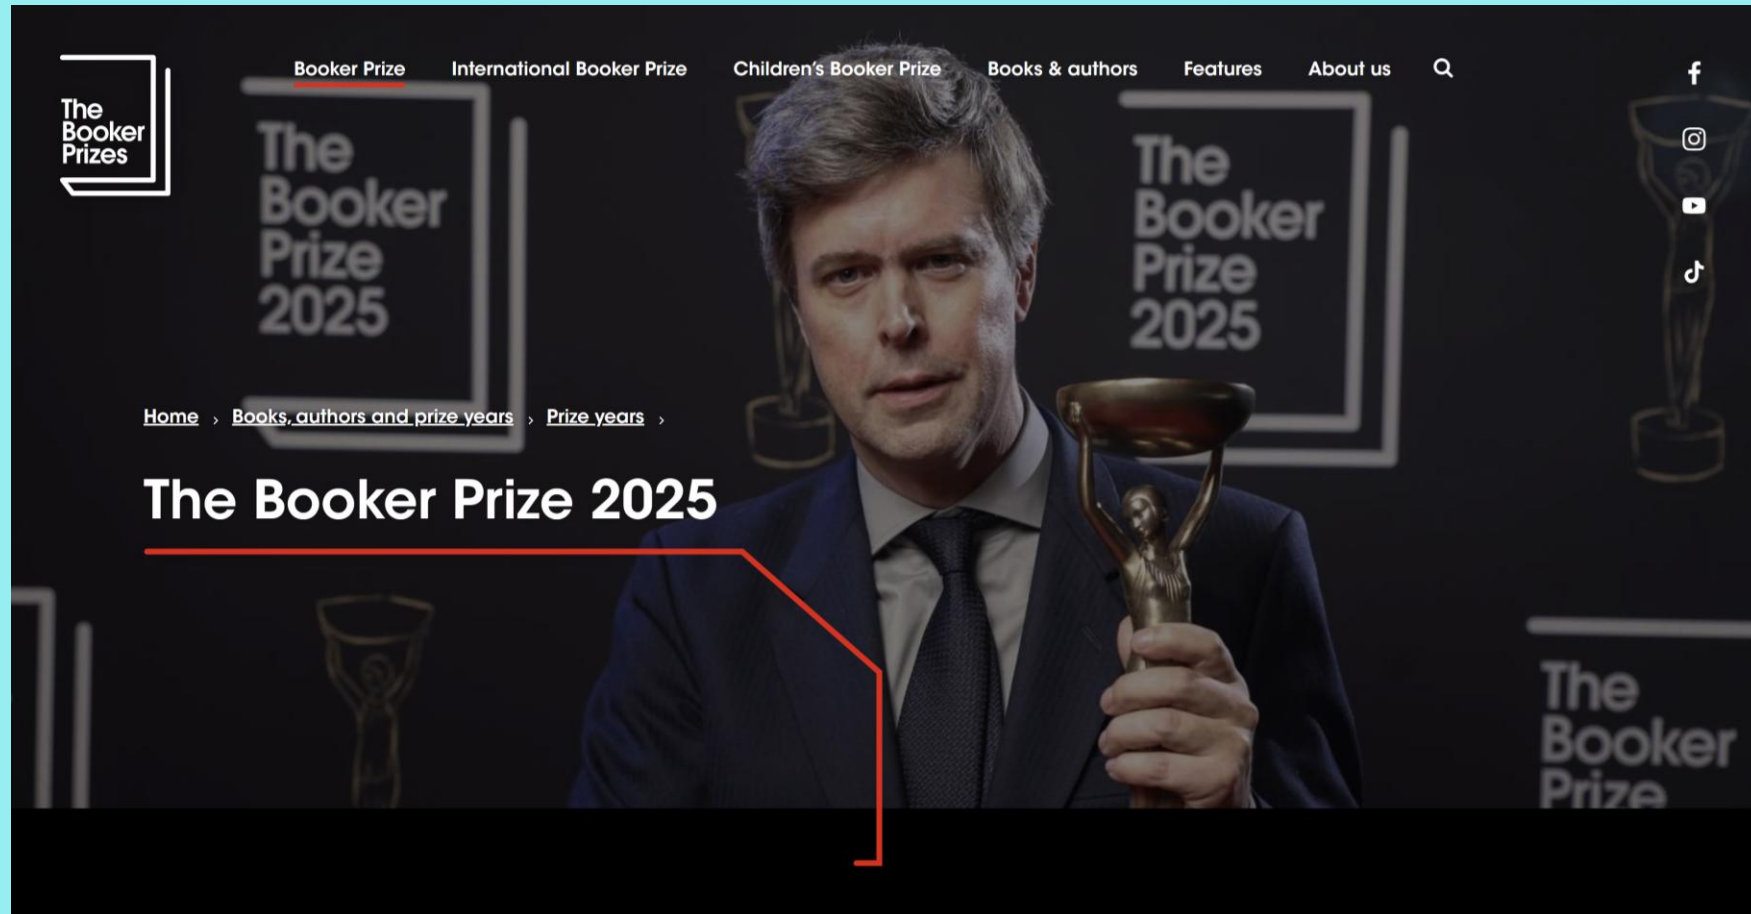 Booker Prize International Booker Prize Children's Booker Prize Books & authors Features About us
The
Booker
Prizes
The
Booker
Prize
2025
The
Booker
Prize
2025
Home › Books, authors and prize years › Prize years ›
The Booker Prize 2025
The
Booker
Prize